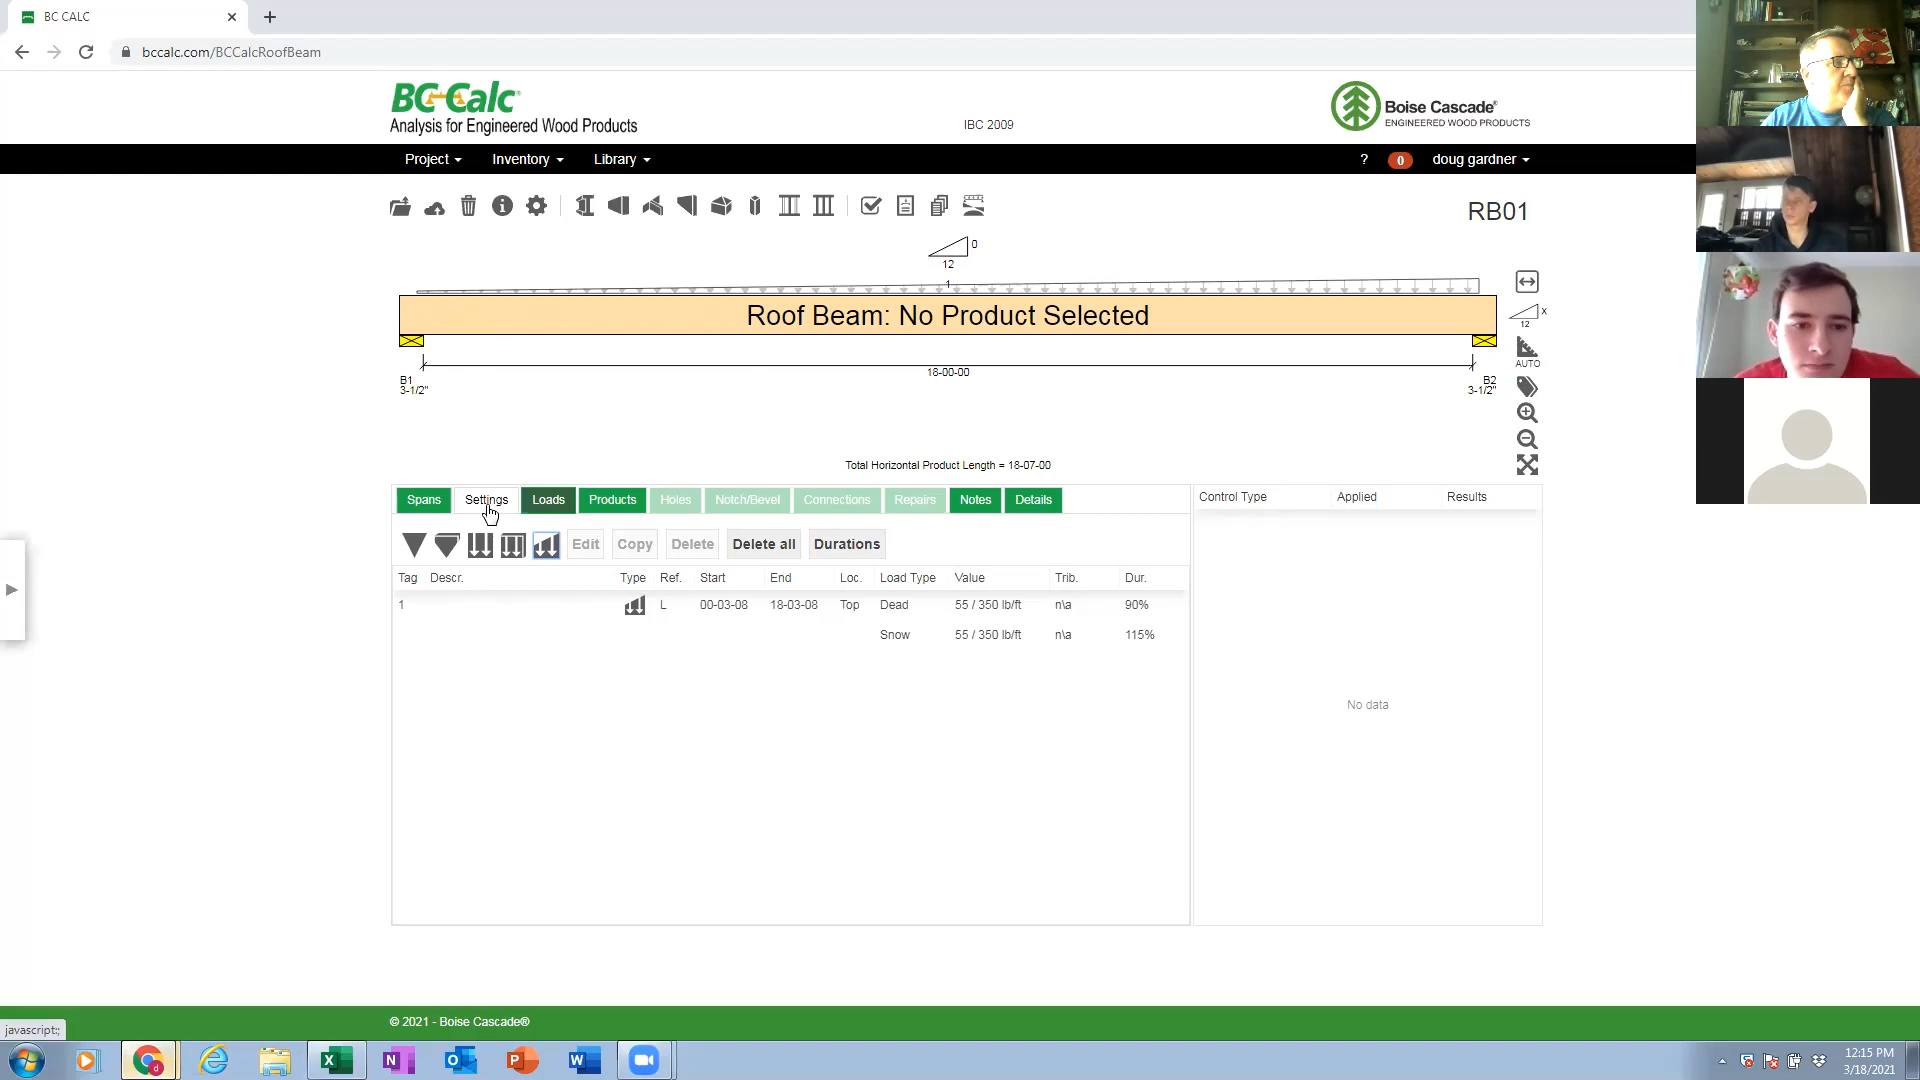 BC CALC
bccalc.com/BCCalcRoofBeam
BC Calc®
Analysis for Engineered Wood Products
IBC 2009
Boise Cascade®
ENGINEERED WOOD PRODUCTS
Project Inventory Library ? 0 doug gardner
RB01
0
12
1
Roof Beam: No Product Selected
x
12
AUTO
18-00-00
B1
3-1/2"
B2
3-1/2"
Total Horizontal Product Length = 18-07-00
Spans Settings Loads Products Holes Notch/Bevel Connections Repairs Notes Details
Control Type Applied Results
Edit Copy Delete Delete all Durations
Tag Descr. Type Ref. Start End Loc. Load Type Value Trib. Dur.
1 L 00-03-08 18-03-08 Top Dead 55 / 350 lb/ft n\a 90%
Snow 55 / 350 lb/ft n\a 115%
No data
© 2021 - Boise Cascade®
javascript:;
12:15 PM
3/18/2021